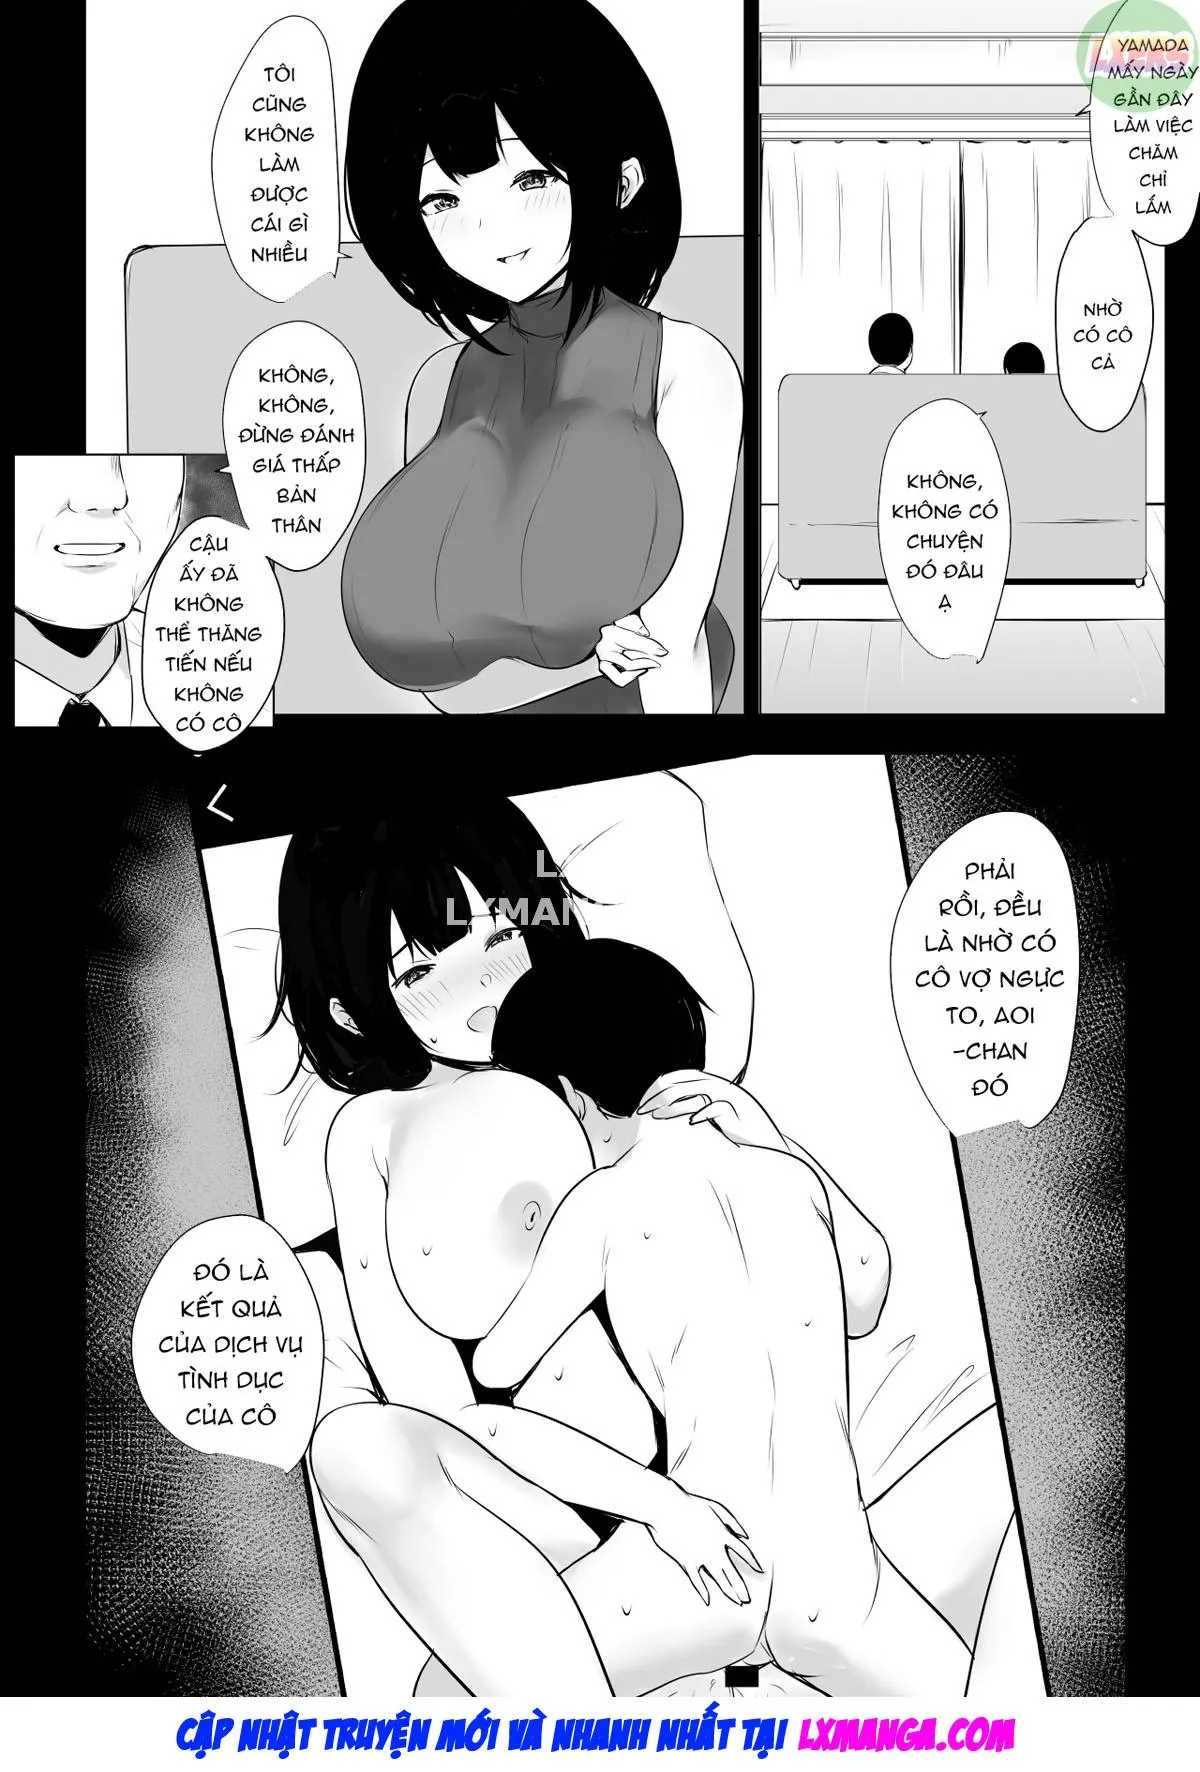 YAMADA
MẤY NGÀY
GẦN ĐÂY
LÀM VIỆC
CHĂM
CHỈ
LẮM
NHỜ
CÓ CÔ
CẢ
KHÔNG,
KHÔNG CÓ
CHUYỆN
ĐÓ ĐÂU
Ạ
TÔI
CŨNG
KHÔNG
LÀM
ĐƯỢC
CÁI GÌ
NHIỀU
KHÔNG,
KHÔNG,
ĐỪNG ĐÁNH
GIÁ THẤP
BẢN
THÂN
CẬU
ẤY ĐÃ
KHÔNG
THỂ THĂNG
TIẾN NẾU
KHÔNG
CÓ CÔ
PHẢI
RỒI, ĐỀU
LÀ NHỜ CÓ
CÔ VỢ NGỰC
TO, AOI
-CHAN
ĐÓ
ĐÓ LÀ
KẾT QUẢ
CỦA DỊCH VỤ
TÌNH DỤC
CỦA CÔ
CẬP NHẬT TRUYỆN MỚI VÀ NHANH NHẤT TẠI LXMANGA.COM